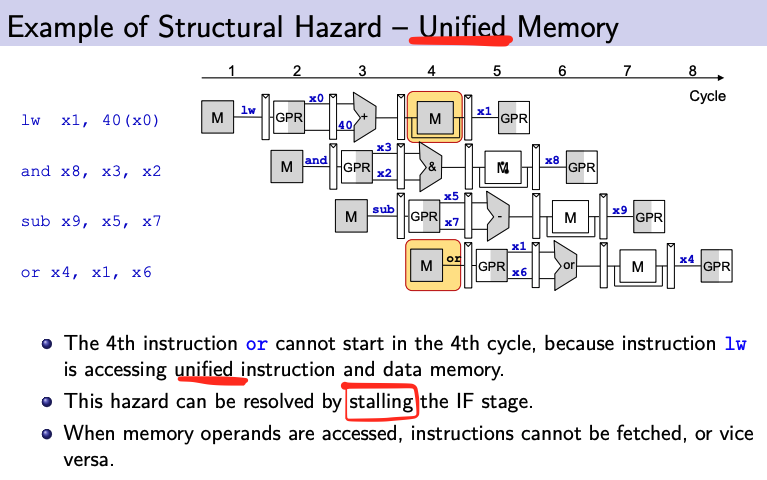 Example of Structural Hazard – Unified Memory
1 2 3 4 5 6 7 8
Cycle
lw x1, 40(x0)
M lw GPR x0 40 + M x1 GPR
and x8, x3, x2
M and GPR x3 x2 & M x8 GPR
sub x9, x5, x7
M sub GPR x5 x7 - M x9 GPR
or x4, x1, x6
M or GPR x1 x6 or M x4 GPR
The 4th instruction or cannot start in the 4th cycle, because instruction lw
is accessing unified instruction and data memory.
This hazard can be resolved by stalling the IF stage.
When memory operands are accessed, instructions cannot be fetched, or vice
versa.